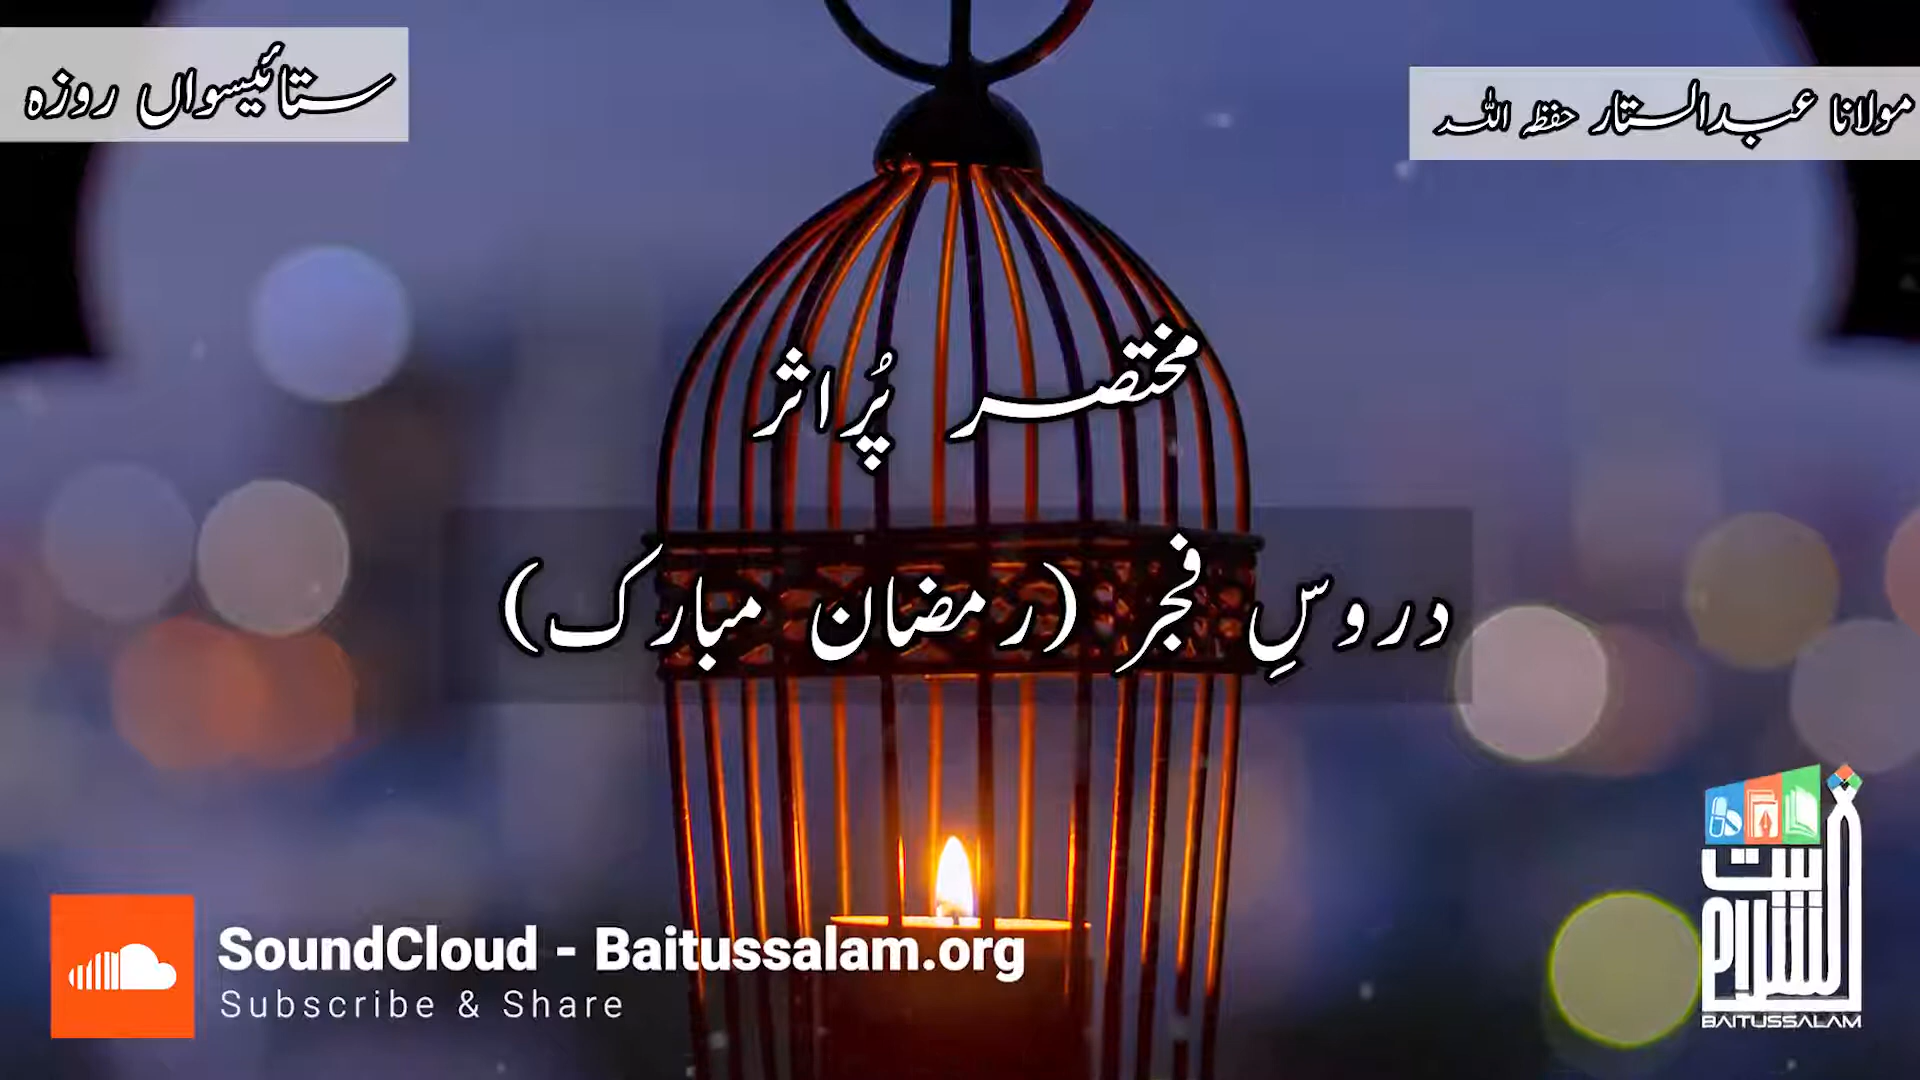 ستائیسواں روزہ
مولانا عبدالستار حفظہ اللہ
مختصر پُراثر
دروسِ فجر (رمضان مبارک)
SoundCloud - Baitussalam.org
Subscribe & Share
بیت السلام
BAITUSSALAM